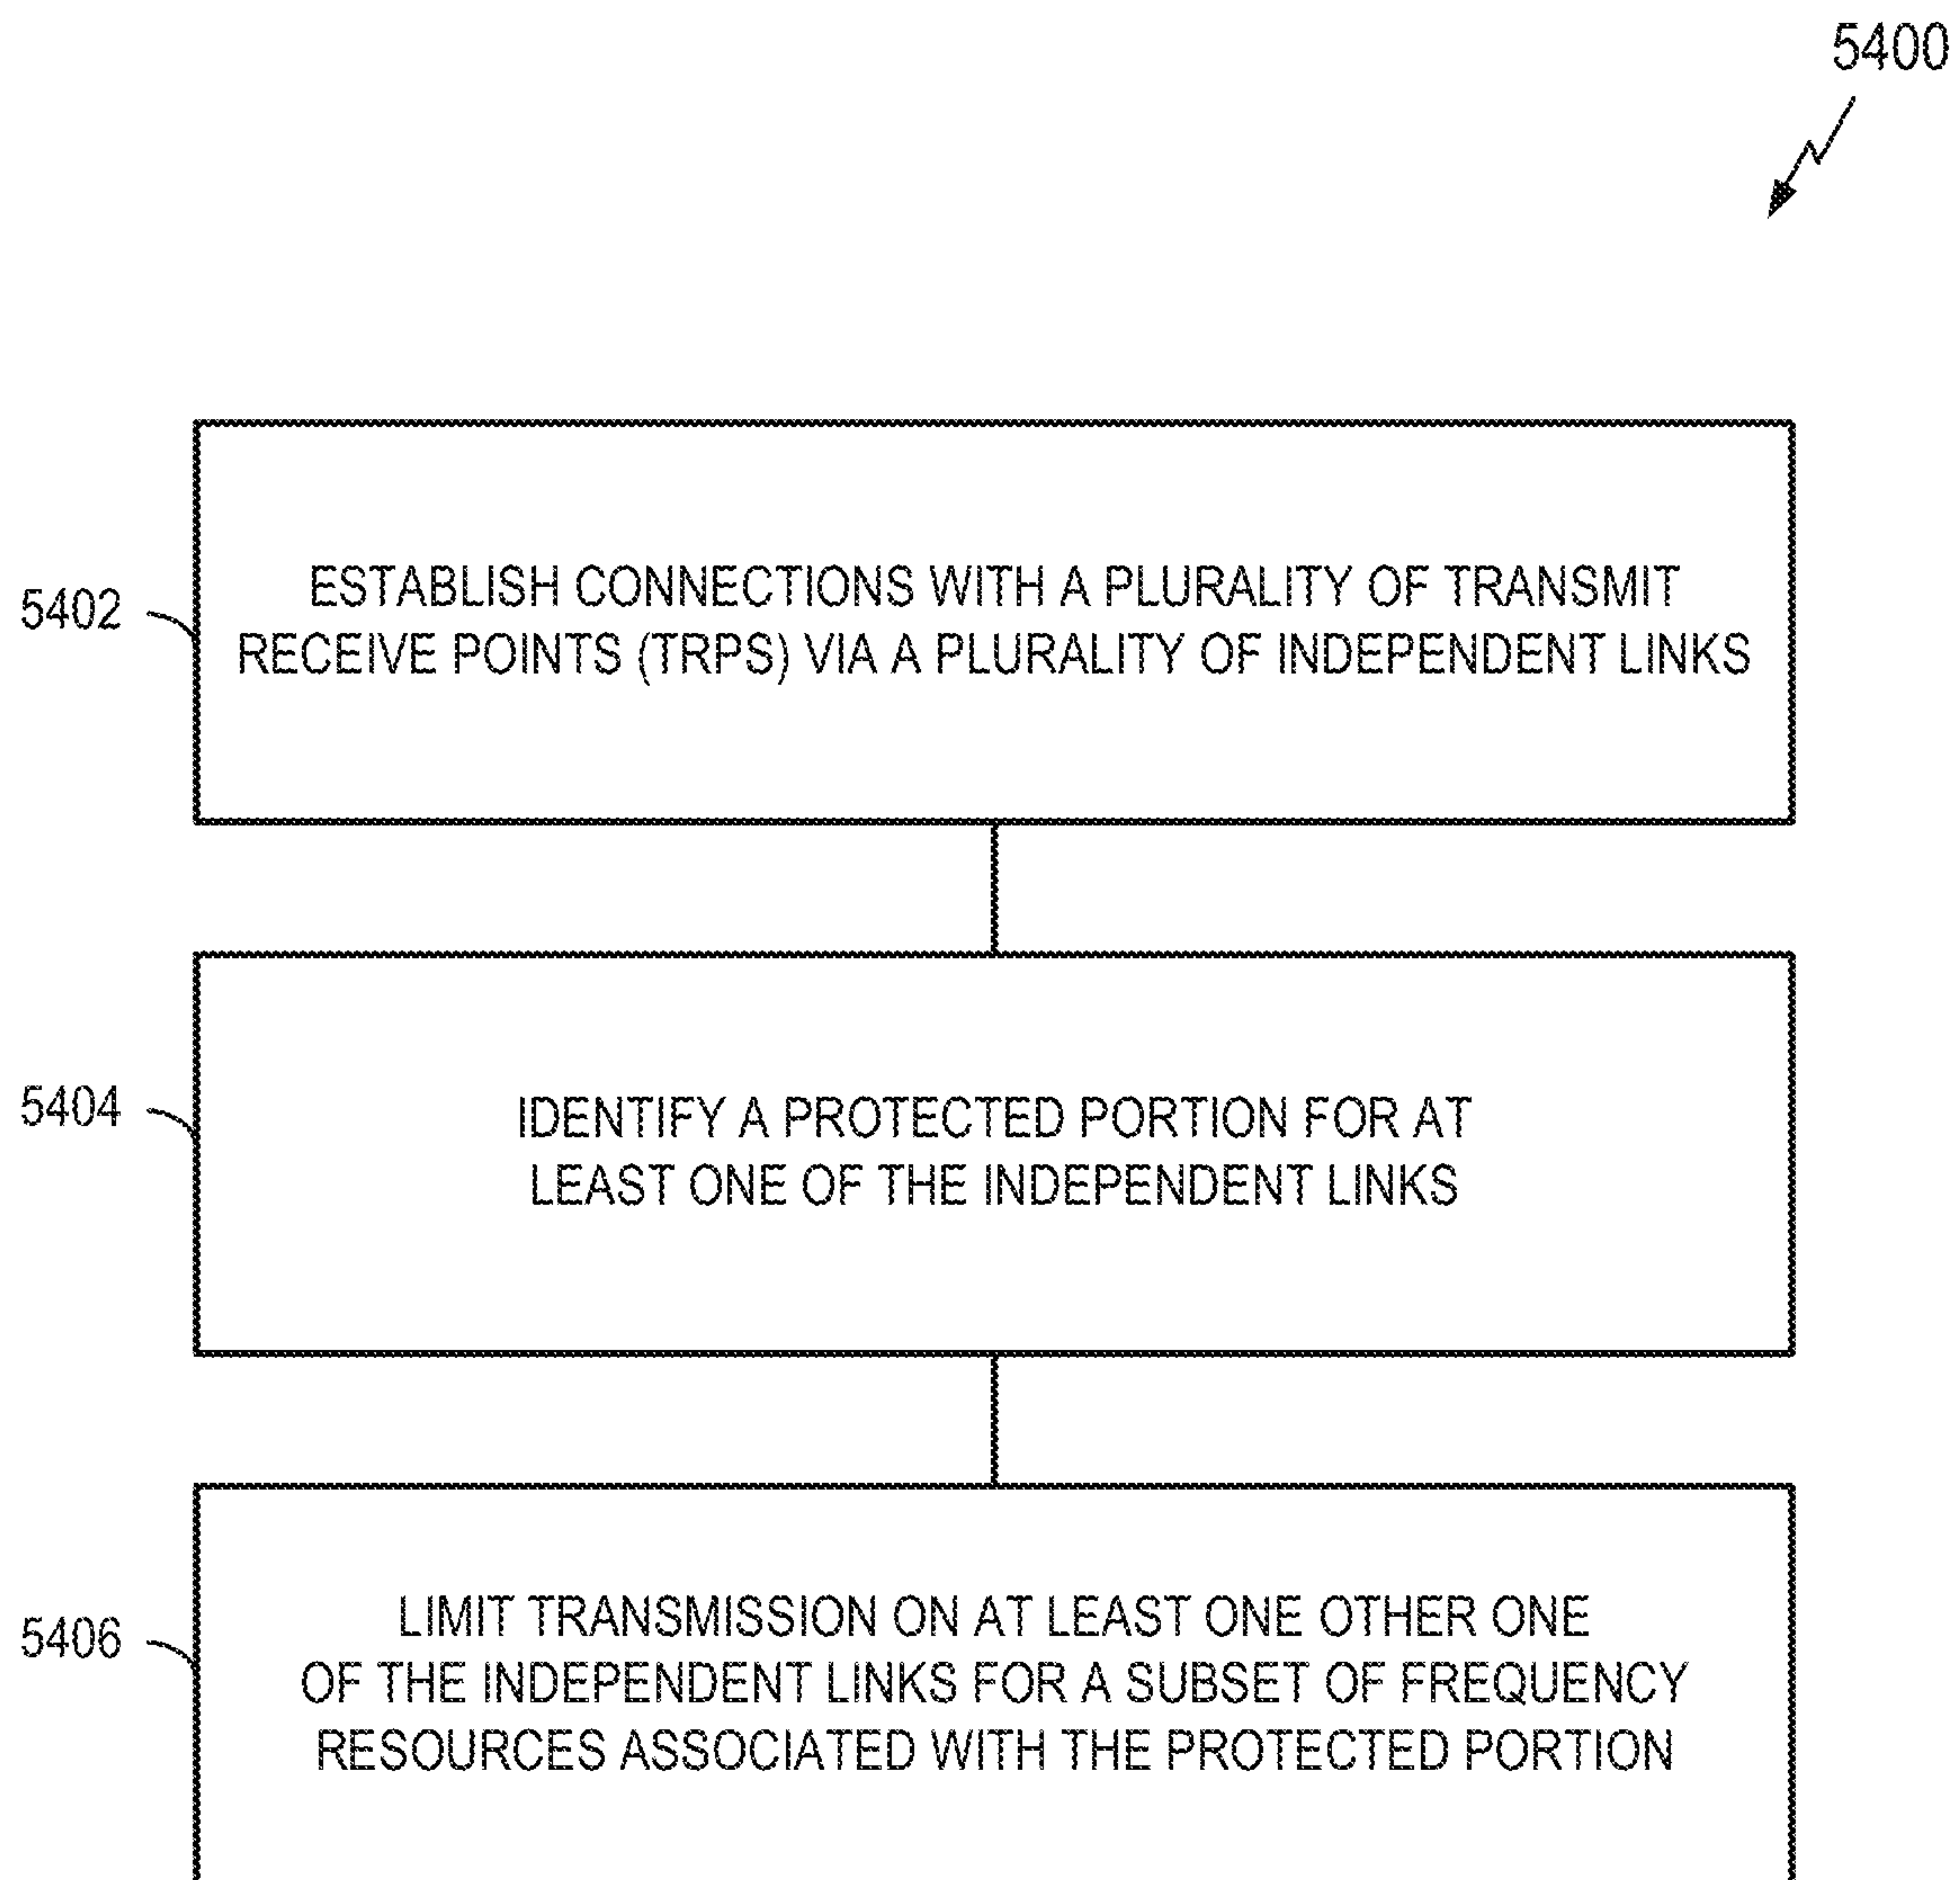 5400
5402
ESTABLISH CONNECTIONS WITH A PLURALITY OF TRANSMIT
RECEIVE POINTS (TRPS) VIA A PLURALITY OF INDEPENDENT LINKS
5404
IDENTIFY A PROTECTED PORTION FOR AT
LEAST ONE OF THE INDEPENDENT LINKS
5406
LIMIT TRANSMISSION ON AT LEAST ONE OTHER ONE
OF THE INDEPENDENT LINKS FOR A SUBSET OF FREQUENCY
RESOURCES ASSOCIATED WITH THE PROTECTED PORTION